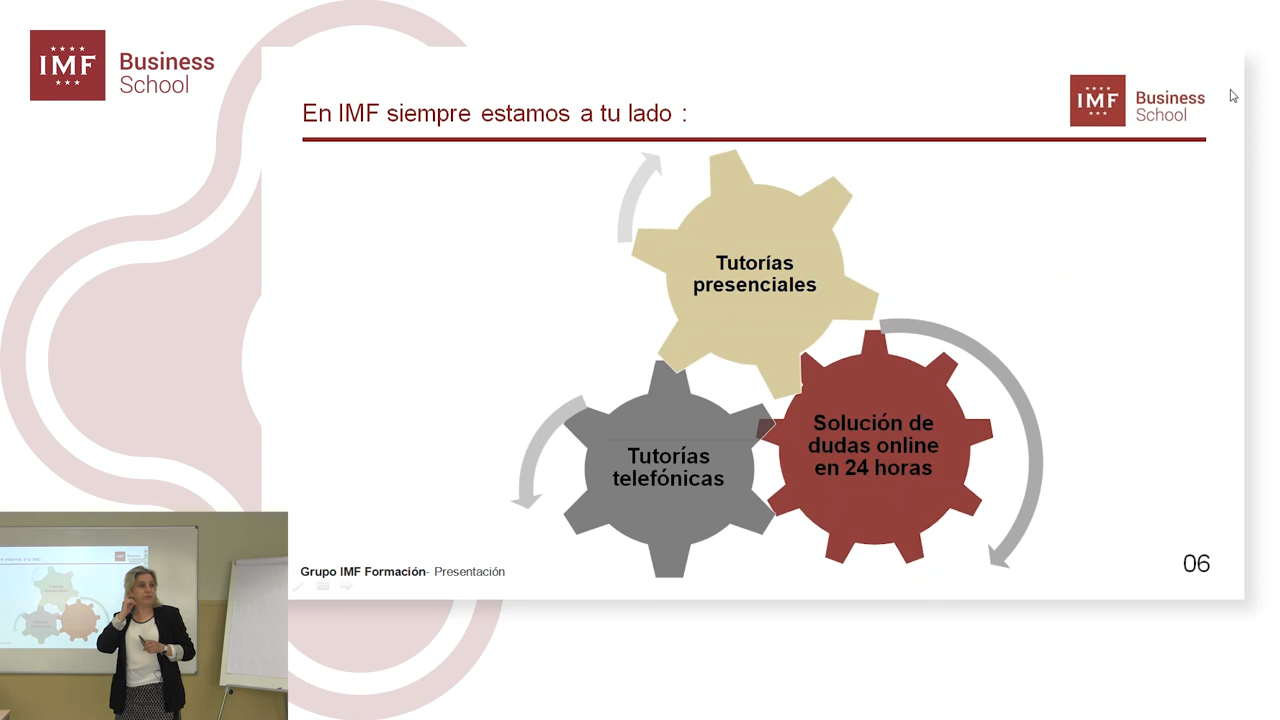 IMF
Business
School
En IMF siempre estamos a tu lado :
IMF
Business
School
Tutorías
presenciales
Solución de
dudas online
en 24 horas
Tutorías
telefónicas
Grupo IMF Formación- Presentación
06